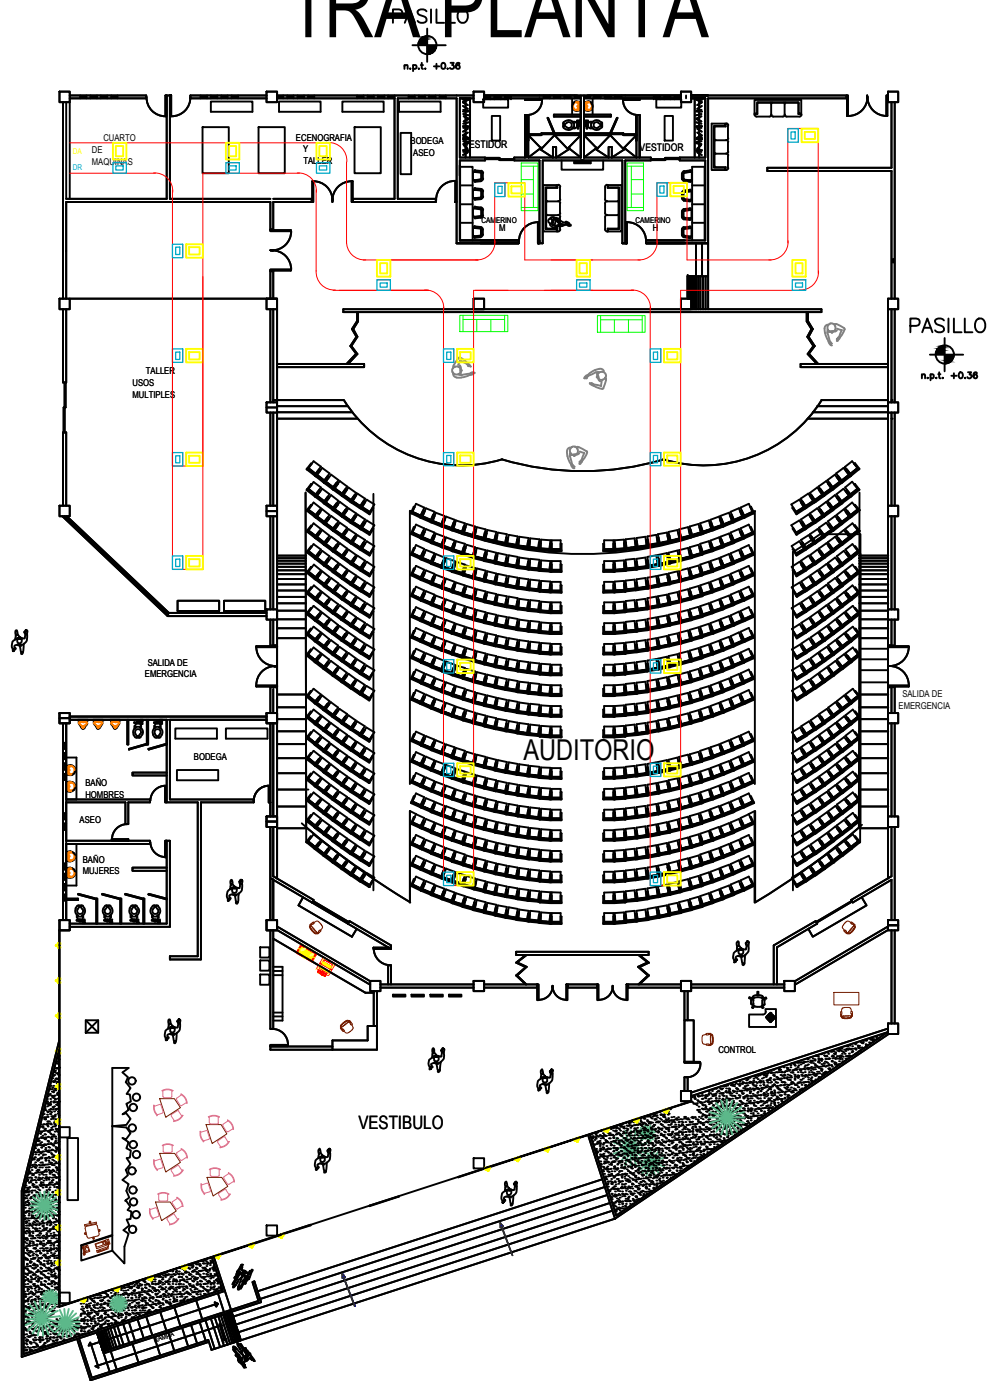 1RA PLANTA
PASILLO
n.p.t. +0.36
CUARTO
DE
MAQUINAS
DR
ECENOGRAFIA
Y
TALLER
BODEGA
ASEO
VESTIDOR
VESTIDOR
CAMERINO
M
CAMERINO
H
PASILLO
n.p.t. +0.36
TALLER
USOS
MULTIPLES
SALIDA DE
EMERGENCIA
SALIDA DE
EMERGENCIA
AUDITORIO
BODEGA
BAÑO
HOMBRES
ASEO
BAÑO
MUJERES
CONTROL
VESTIBULO